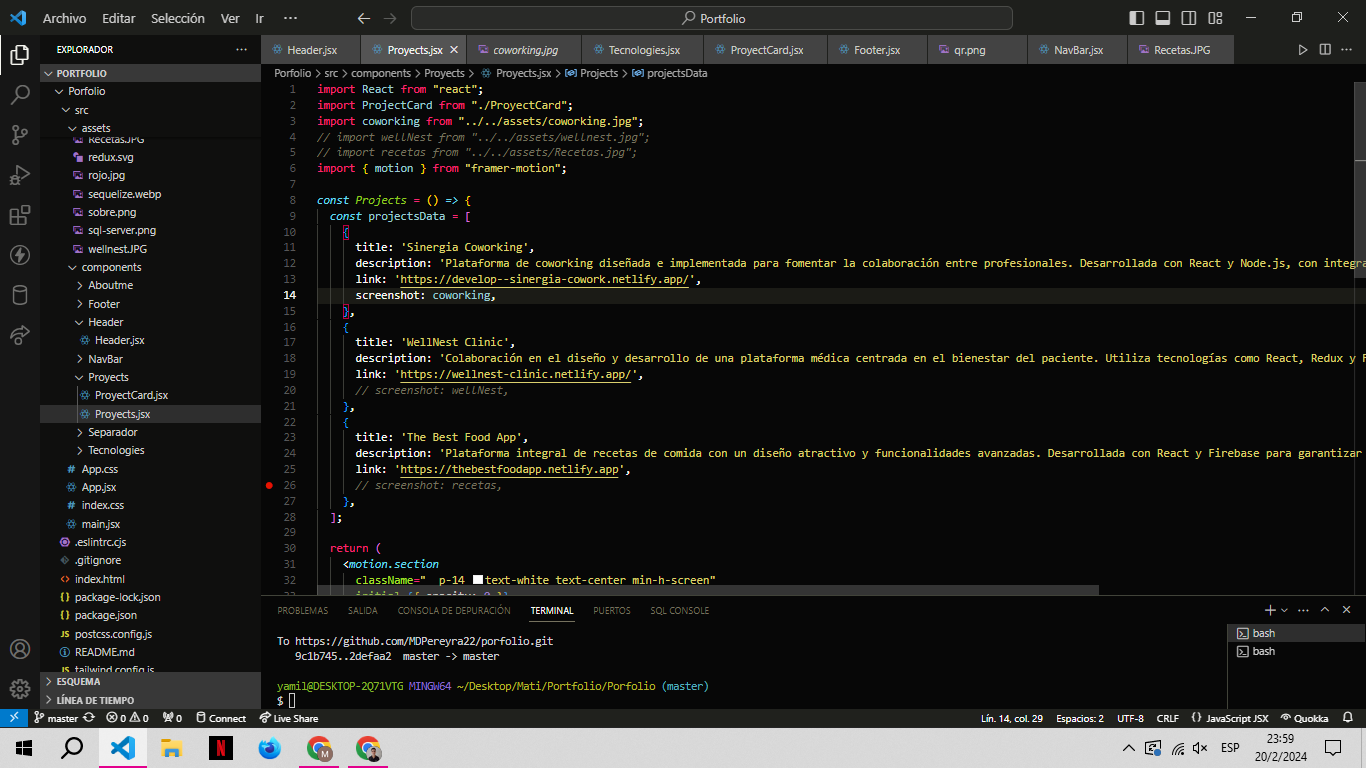 Archivo Editar Selección Ver Ir ··· Portfolio
EXPLORADOR
PORTFOLIO
Porfolio
src
assets
Recetas.JPG
redux.svg
rojo.jpg
sequelize.webp
sobre.png
sql-server.png
wellnest.JPG
components
Aboutme
Footer
Header
Header.jsx
NavBar
Proyects
ProyectCard.jsx
Proyects.jsx
Separador
Tecnologies
App.css
App.jsx
index.css
main.jsx
.eslintrc.cjs
.gitignore
index.html
package-lock.json
package.json
postcss.config.js
README.md
tailwind.config.js
ESQUEMA
LÍNEA DE TIEMPO
Header.jsx Proyects.jsx coworking.jpg Tecnologies.jsx ProyectCard.jsx Footer.jsx qr.png NavBar.jsx Recetas.JPG
Porfolio > src > components > Proyects > Proyects.jsx > Projects > projectsData
1 import React from "react";
2 import ProjectCard from "./ProyectCard";
3 import coworking from "../../assets/coworking.jpg";
4 // import wellNest from "../../assets/wellnest.jpg";
5 // import recetas from "../../assets/Recetas.jpg";
6 import { motion } from "framer-motion";
7
8 const Projects = () => {
9 const projectsData = [
10 {
11 title: 'Sinergia Coworking',
12 description: 'Plataforma de coworking diseñada e implementada para fomentar la colaboración entre profesionales. Desarrollada con React y Node.js, con integra
13 link: 'https://develop--sinergia-cowork.netlify.app/',
14 screenshot: coworking,
15 },
16 {
17 title: 'WellNest Clinic',
18 description: 'Colaboración en el diseño y desarrollo de una plataforma médica centrada en el bienestar del paciente. Utiliza tecnologías como React, Redux y F
19 link: 'https://wellnest-clinic.netlify.app/',
20 // screenshot: wellNest,
21 },
22 {
23 title: 'The Best Food App',
24 description: 'Plataforma integral de recetas de comida con un diseño atractivo y funcionalidades avanzadas. Desarrollada con React y Firebase para garantizar
25 link: 'https://thebestfoodapp.netlify.app',
26 // screenshot: recetas,
27 },
28 ];
29
30 return (
31 <motion.section
32 className=" p-14 text-white text-center min-h-screen"
33 initial={{ opacity: 0 }}
PROBLEMAS SALIDA CONSOLA DE DEPURACIÓN TERMINAL PUERTOS SQL CONSOLE
To https://github.com/MDPereyra22/porfolio.git
9c1b745..2defaa2 master -> master
yamil@DESKTOP-2Q71VTG MINGW64 ~/Desktop/Mati/Portfolio/Porfolio (master)
$
bash
bash
master 0 0 0 Connect Live Share Lín. 14, col. 29 Espacios: 2 UTF-8 CRLF {} JavaScript JSX Quokka
N M ESP 23:59
20/2/2024